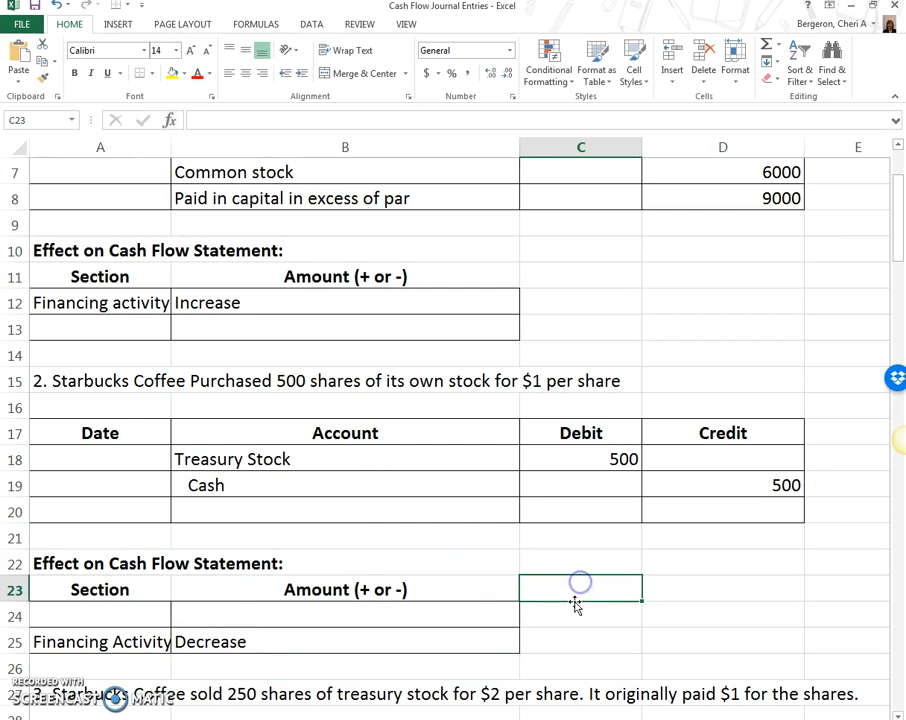 Cash Flow Journal Entries - Excel
FILE HOME INSERT PAGE LAYOUT FORMULAS DATA REVIEW VIEW Bergeron, Cheri A
Paste Calibri 14 A A Wrap Text General
B I U A Merge & Center $ % , Conditional Formatting Format as Table Cell Styles Insert Delete Format Sort & Filter Find & Select
Clipboard Font Alignment Number Styles Cells Editing
C23 fx
A B C D E
7 Common stock 6000
8 Paid in capital in excess of par 9000
9
10 Effect on Cash Flow Statement:
11 Section Amount (+ or -)
12 Financing activity Increase
13
14
15 2. Starbucks Coffee Purchased 500 shares of its own stock for $1 per share
16
17 Date Account Debit Credit
18 Treasury Stock 500
19 Cash 500
20
21
22 Effect on Cash Flow Statement:
23 Section Amount (+ or -)
24
25 Financing Activity Decrease
26
RECORDED WITH
27 3. Starbucks Coffee sold 250 shares of treasury stock for $2 per share. It originally paid $1 for the shares.
SCREENCAST MATIC
28